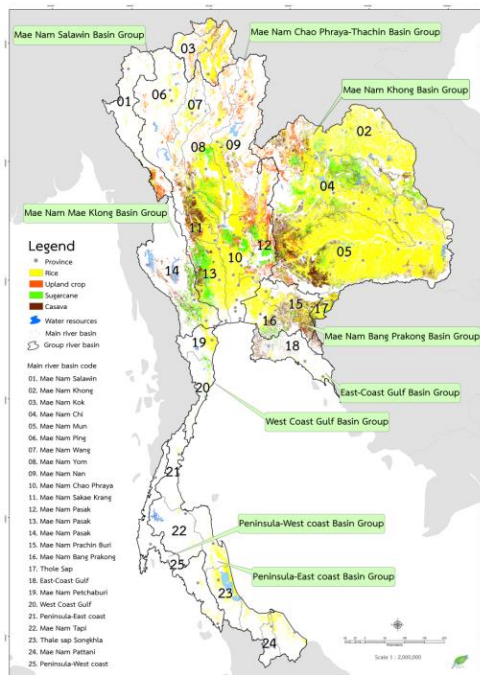 Mae Nam Salawin Basin Group
Mae Nam Chao Phraya-Thachin Basin Group
03
Mae Nam Khong Basin Group
01
06
07
02
08
09
04
Mae Nam Mae Klong Basin Group
11
10
12
05
14
13
15
17
16
Mae Nam Bang Prakong Basin Group
18
19
East-Coast Gulf Basin Group
20
West Coast Gulf Basin Group
21
22
Peninsula-West coast Basin Group
25
Peninsula-East coast Basin Group
23
24
Legend
Province
Rice
Upland crop
Sugarcane
Casava
Water resources
Main river basin
Group river basin
Main river basin code
01. Mae Nam Salawin
02. Mae Nam Khong
03. Mae Nam Kok
04. Mae Nam Chi
05. Mae Nam Mun
06. Mae Nam Ping
07. Mae Nam Wang
08. Mae Nam Yom
09. Mae Nam Nan
10. Mae Nam Chao Phraya
11. Mae Nam Sakae Krang
12. Mae Nam Pasak
13. Mae Nam Pasak
14. Mae Nam Pasak
15. Mae Nam Prachin Buri
16. Mae Nam Bang Prakong
17. Thole Sap
18. East-Coast Gulf
19. Mae Nam Petchaburi
20. West Coast Gulf
21. Peninsula-East coast
22. Mae Nam Tapi
23. Thale sap Songkhla
24. Mae Nam Pattani
25. Peninsula-West coast
Scale 1 : 2,000,000